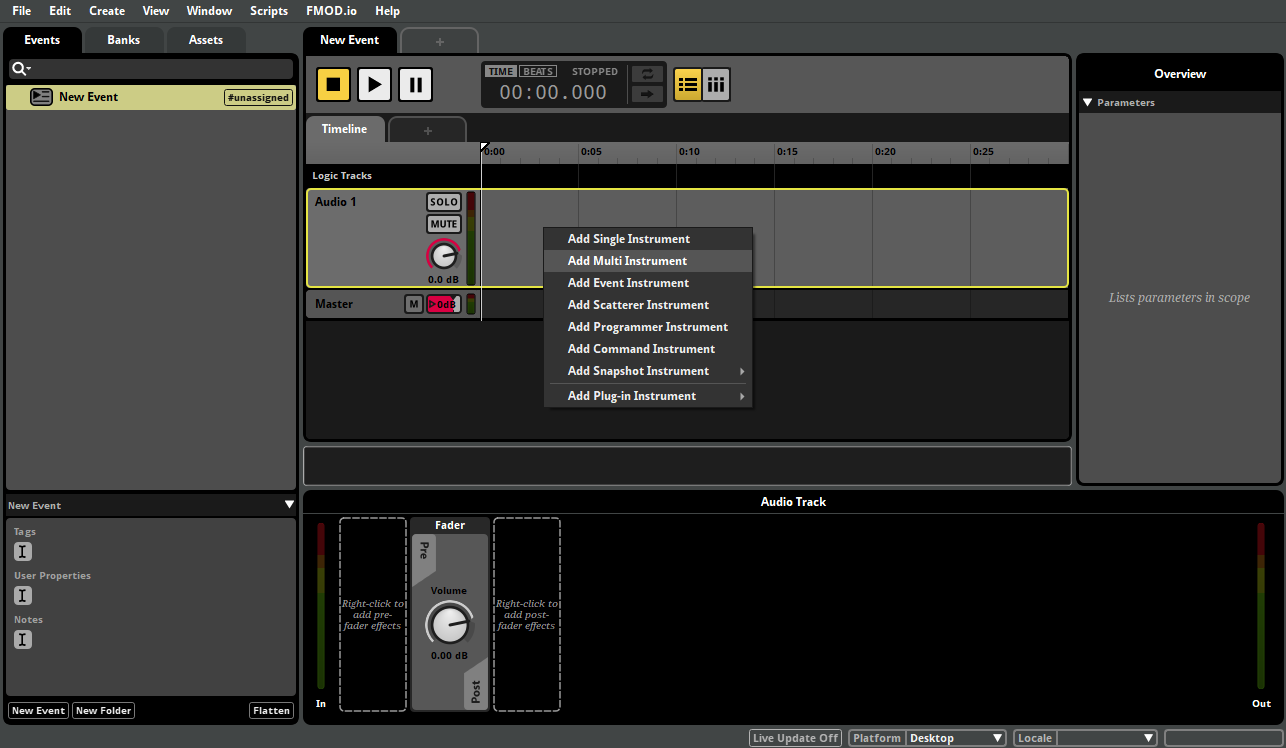 File Edit Create View Window Scripts FMOD.io Help
Events Banks Assets
New Event
New Event #unassigned
New Event
Tags
User Properties
Notes
New Event New Folder Flatten
TIME BEATS STOPPED
00:00.000
Timeline
0:00 0:05 0:10 0:15 0:20 0:25
Logic Tracks
Audio 1 SOLO
MUTE
0.0 dB
Master M 0dB
Add Single Instrument
Add Multi Instrument
Add Event Instrument
Add Scatterer Instrument
Add Programmer Instrument
Add Command Instrument
Add Snapshot Instrument
Add Plug-in Instrument
Overview
Parameters
Lists parameters in scope
Audio Track
In
Right-click to
add pre-
fader effects
Fader
Pre
Volume
0.00 dB
Post
Right-click to
add post-
fader effects
Out
Live Update Off Platform Desktop Locale